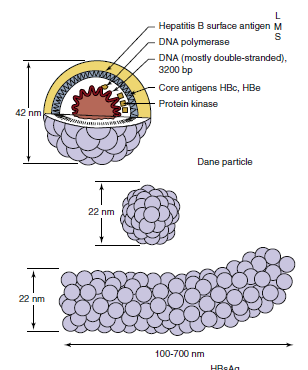 L
Hepatitis B surface antigen M
S
DNA polymerase
DNA (mostly double-stranded),
3200 bp
Core antigens HBc, HBe
Protein kinase
42 nm
Dane particle
22 nm
22 nm
100-700 nm
HBsAg